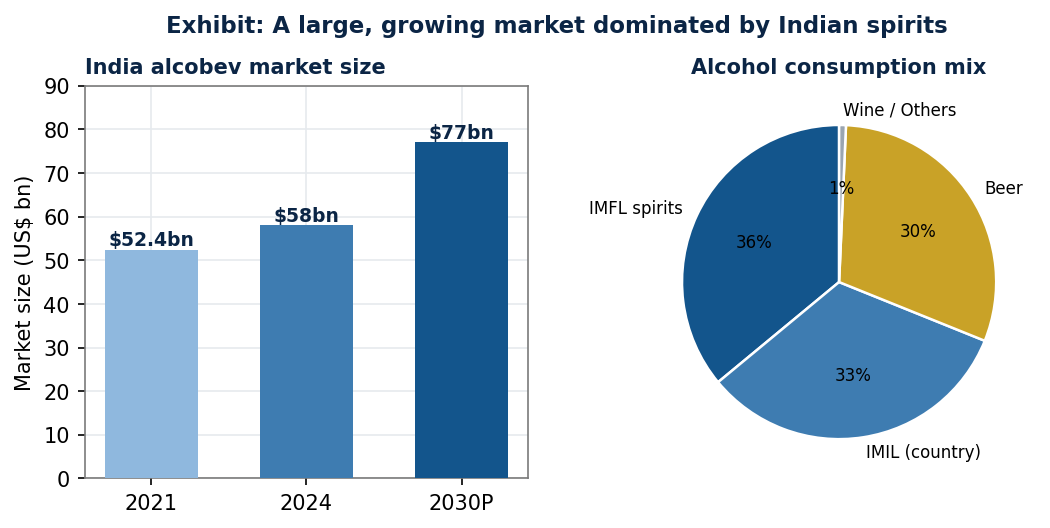 Exhibit: A large, growing market dominated by Indian spirits
India alcobev market size
Market size (US$ bn)
90
80
70
60
50
40
30
20
10
0
$52.4bn
$58bn
$77bn
2021
2024
2030P
Alcohol consumption mix
Wine / Others
1%
Beer
30%
IMFL spirits
36%
33%
IMIL (country)